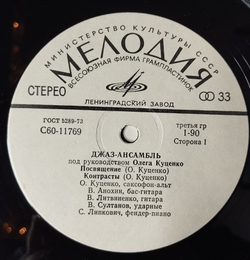 МИНИСТЕРСТВО КУЛЬТУРЫ СССР
МЕЛОДИЯ
ВСЕСОЮЗНАЯ ФИРМА ГРАМПЛАСТИНОК
СТЕРЕО
33
ЛЕНИНГРАДСКИЙ ЗАВОД
ГОСТ 5289-73
С60-11769
третья гр
1-90
Сторона 1
ДЖАЗ-АНСАМБЛЬ
под руководством Олега Куценко
Посвящение (О. Куценко)
Контрасты (О. Куценко)
О. Куценко, саксофон-альт
В. Анохин, бас-гитара
В. Литвиненко, гитара
В. Султанов, ударные
С. Линкович, фендер-пиано